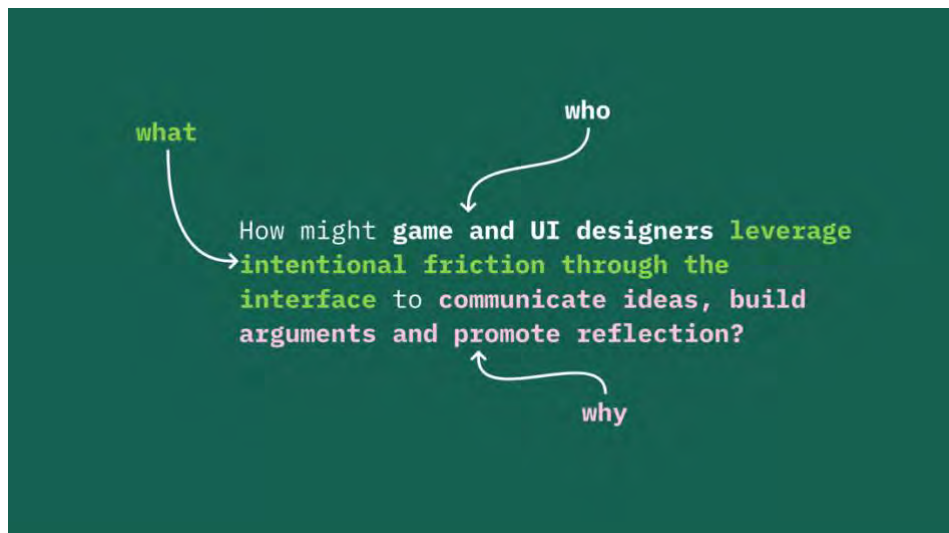 who
what
How might game and UI designers leverage
intentional friction through the
interface to communicate ideas, build
arguments and promote reflection?
why